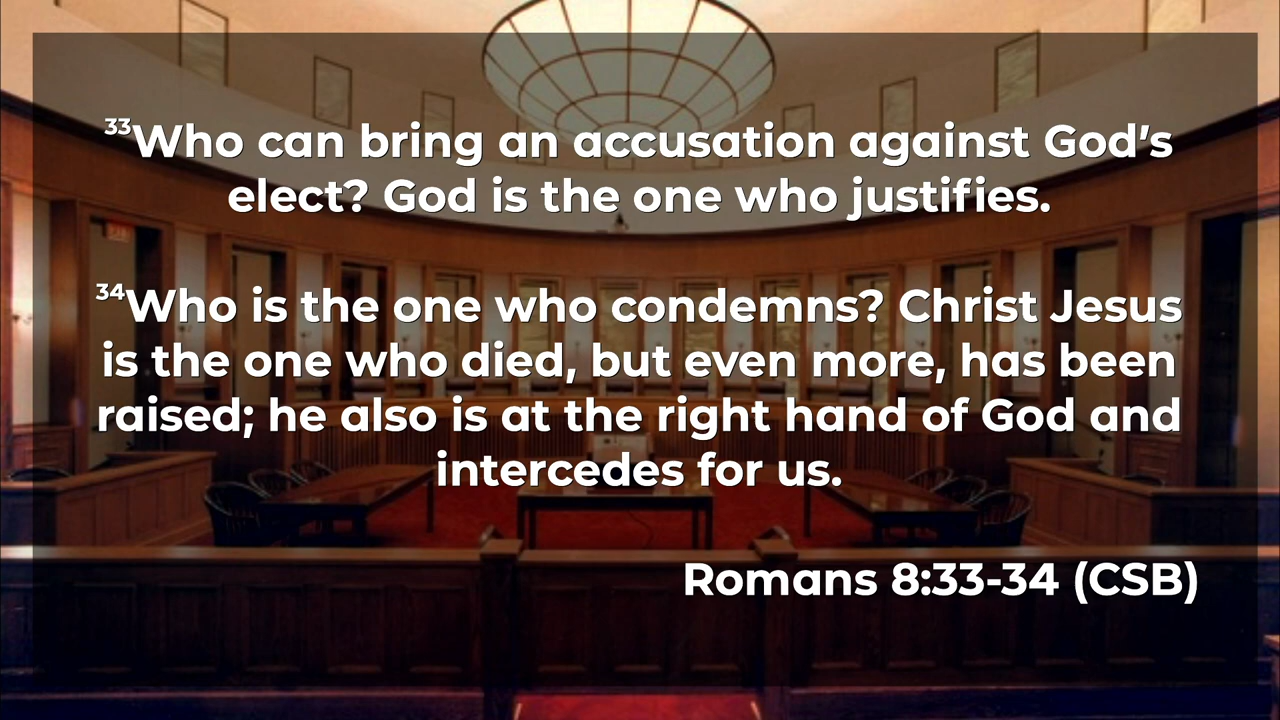 ³³Who can bring an accusation against God's
elect? God is the one who justifies.
³⁴Who is the one who condemns? Christ Jesus
is the one who died, but even more, has been
raised; he also is at the right hand of God and
intercedes for us.
Romans 8:33-34 (CSB)